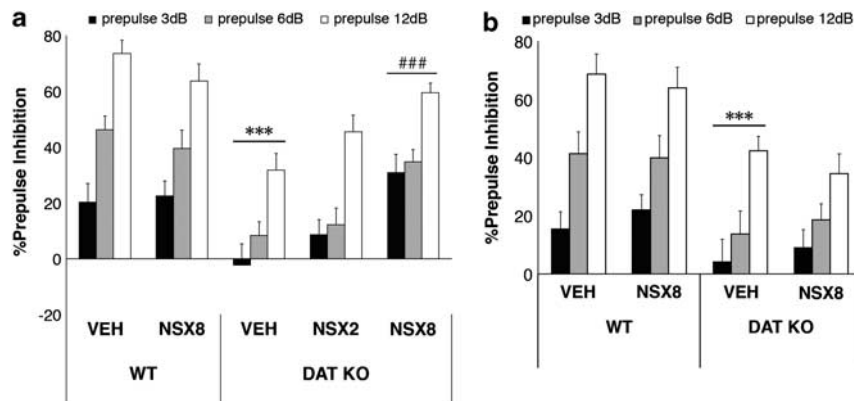 a
prepulse 3dB prepulse 6dB prepulse 12dB
80
60
40
20
0
-20
%Prepulse Inhibition
***
###
VEH NSX8 VEH NSX2 NSX8
WT DAT KO
b
prepulse 3dB prepulse 6dB prepulse 12dB
80
60
40
20
0
%Prepulse Inhibition
***
VEH NSX8 VEH NSX8
WT DAT KO